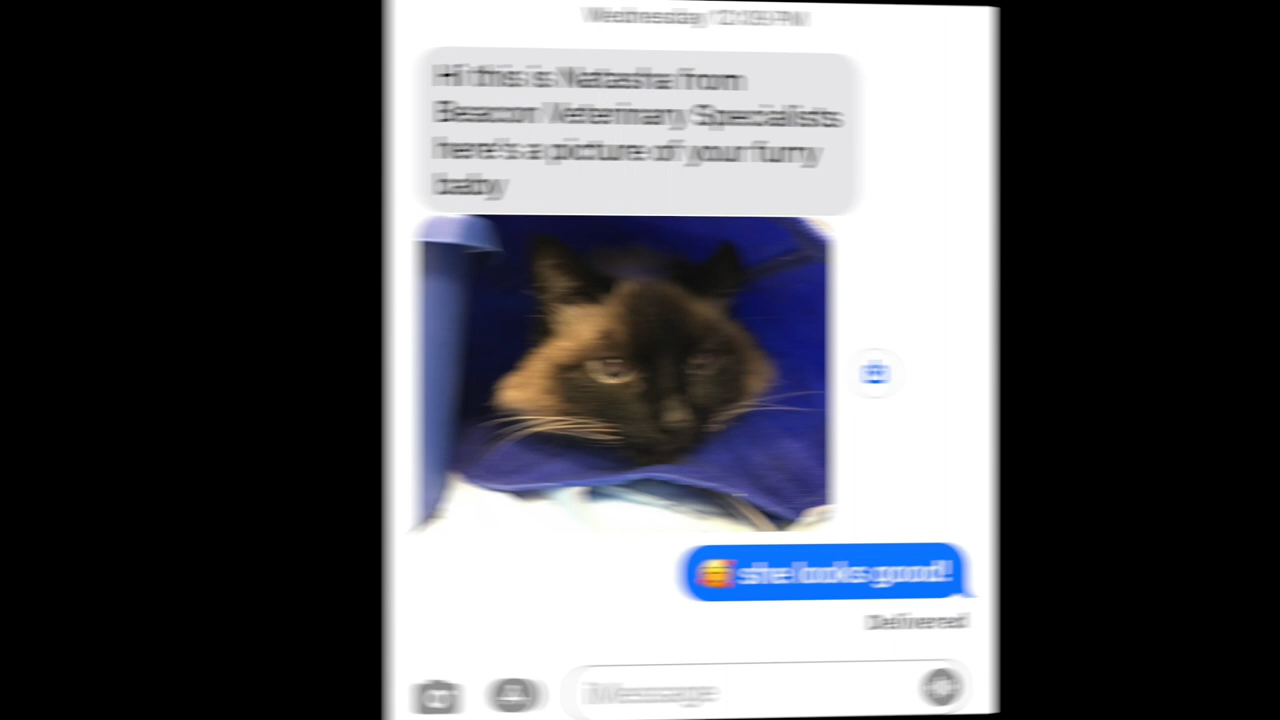 Hi this is Natasha from
Beacon Veterinary Specialists
here's a picture of your furry
baby
she looks good!
Delivered
iMessage